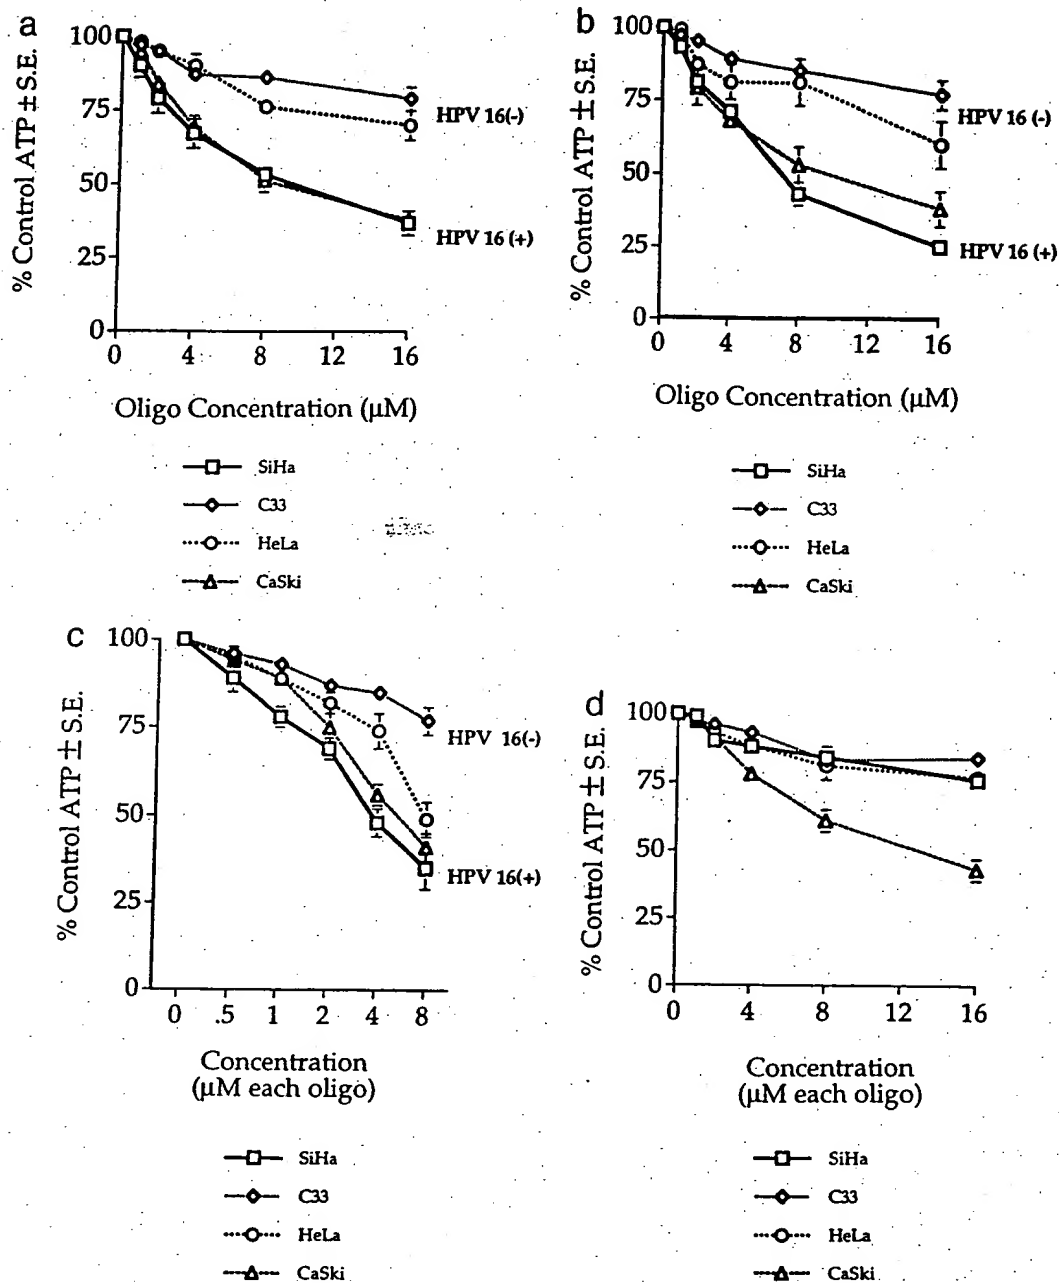 a
% Control ATP ± S.E.
100
75
50
25
0
HPV 16(-)
HPV 16 (+)
0 4 8 12 16
Oligo Concentration (μM)
SiHa
C33
HeLa
CaSki
b
% Control ATP ± S.E.
100
75
50
25
0
HPV 16 (-)
HPV 16 (+)
0 4 8 12 16
Oligo Concentration (μM)
SiHa
C33
HeLa
CaSki
c
% Control ATP ± S.E.
100
75
50
25
0
HPV 16(-)
HPV 16(+)
0 .5 1 2 4 8
Concentration
(μM each oligo)
SiHa
C33
HeLa
CaSki
d
% Control ATP ± S.E.
100
75
50
25
0
0 4 8 12 16
Concentration
(μM each oligo)
SiHa
C33
HeLa
CaSki